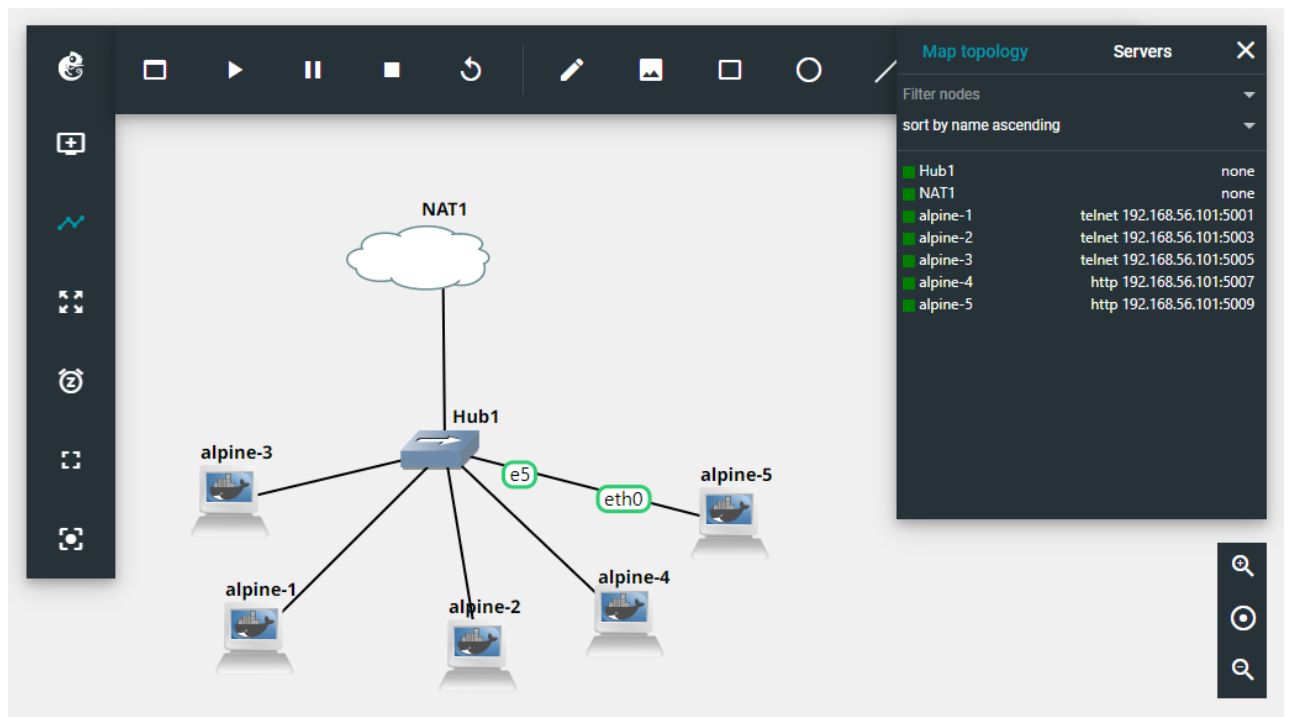 Map topology Servers
Filter nodes
sort by name ascending
Hub1 none
NAT1 none
alpine-1 telnet 192.168.56.101:5001
alpine-2 telnet 192.168.56.101:5003
alpine-3 telnet 192.168.56.101:5005
alpine-4 http 192.168.56.101:5007
alpine-5 http 192.168.56.101:5009
NAT1
Hub1
alpine-3
e5
alpine-5
eth0
alpine-4
alpine-1
alpine-2